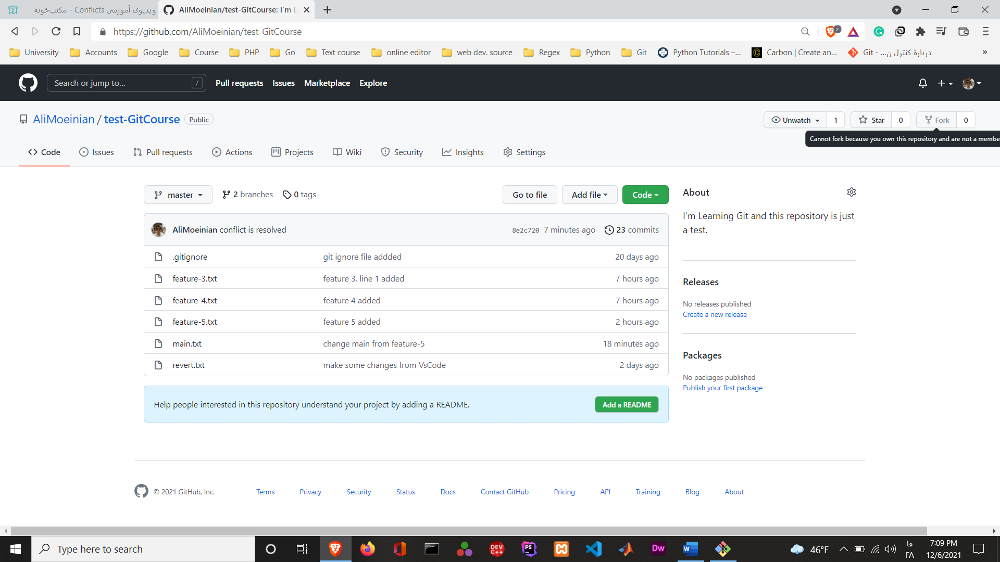 ویدیوی آموزشی Conflicts - مکتب‌خونه
AliMoeinian/test-GitCourse: I'm L
https://github.com/AliMoeinian/test-GitCourse
2
University Accounts Google Course PHP Go Text course online editor web dev. source Regex Python Git Python Tutorials –... Carbon | Create an... Git - ...دربارهٔ کنترل ن »
Search or jump to... / Pull requests Issues Marketplace Explore
AliMoeinian / test-GitCourse Public
Unwatch 1 Star 0 Fork 0
Cannot fork because you own this repository and are not a membe
Code Issues Pull requests Actions Projects Wiki Security Insights Settings
master 2 branches 0 tags Go to file Add file Code
AliMoeinian conflict is resolved 8e2c720 7 minutes ago 23 commits
.gitignore git ignore file addded 20 days ago
feature-3.txt feature 3, line 1 added 7 hours ago
feature-4.txt feature 4 added 7 hours ago
feature-5.txt feature 5 added 2 hours ago
main.txt change main from feature-5 18 minutes ago
revert.txt make some changes from VsCode 2 days ago
Help people interested in this repository understand your project by adding a README. Add a README
About
I'm Learning Git and this repository is just
a test.
Releases
No releases published
Create a new release
Packages
No packages published
Publish your first package
© 2021 GitHub, Inc. Terms Privacy Security Status Docs Contact GitHub Pricing API Training Blog About
Type here to search
DEV C++
PS
Dw
W
46°F
فا
FA
7:09 PM
12/6/2021